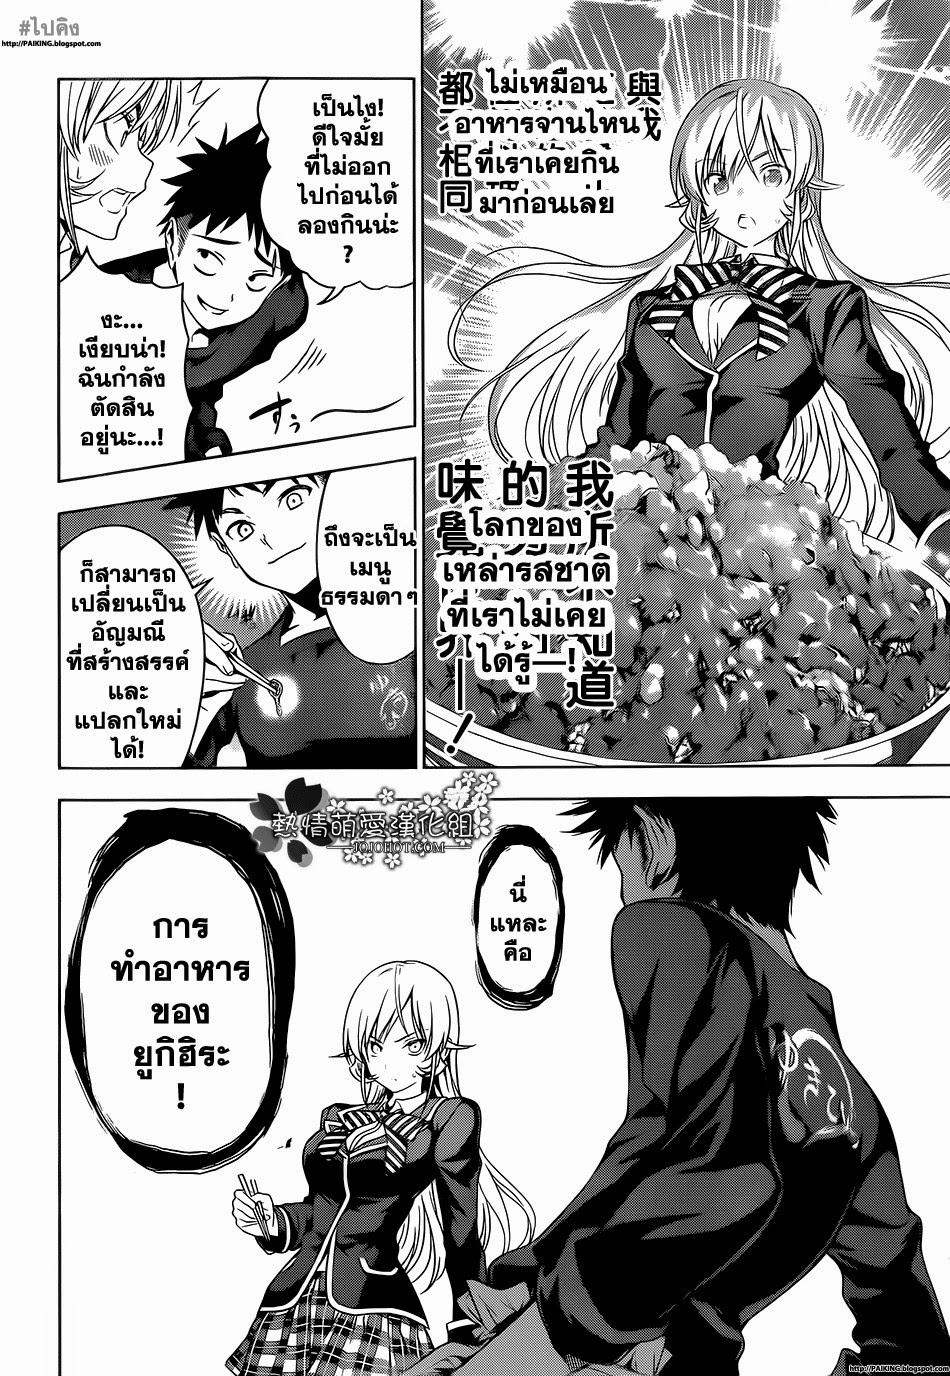 #ไปคิง
http://PAIKING.blogspot.com
ไม่เหมือน
อาหารจานไหน
ที่เราเคยกิน
มาก่อนเลย
都
相同
與我
味的我
โลกของ
เหล่ารสชาติ
ที่เราไม่เคย
ได้รู้—!
道
เป็นไง!
ดีใจมั้ย
ที่ไม่ออก
ไปก่อนได้
ลองกินน่ะ
?
งะ...
เงียบน่า!
ฉันกำลัง
ตัดสิน
อยู่นะ...!
ถึงจะเป็น
เมนู
ธรรมดาๆ
ก็สามารถ
เปลี่ยนเป็น
อัญมณี
ที่สร้างสรรค์
และ
แปลกใหม่
ได้!
熱情萌愛漢化組
JOJOHOT.COM
นี่
แหละ
คือ
การ
ทำอาหาร
ของ
ยูกิฮิระ
!
http://PAIKING.blogspot.com